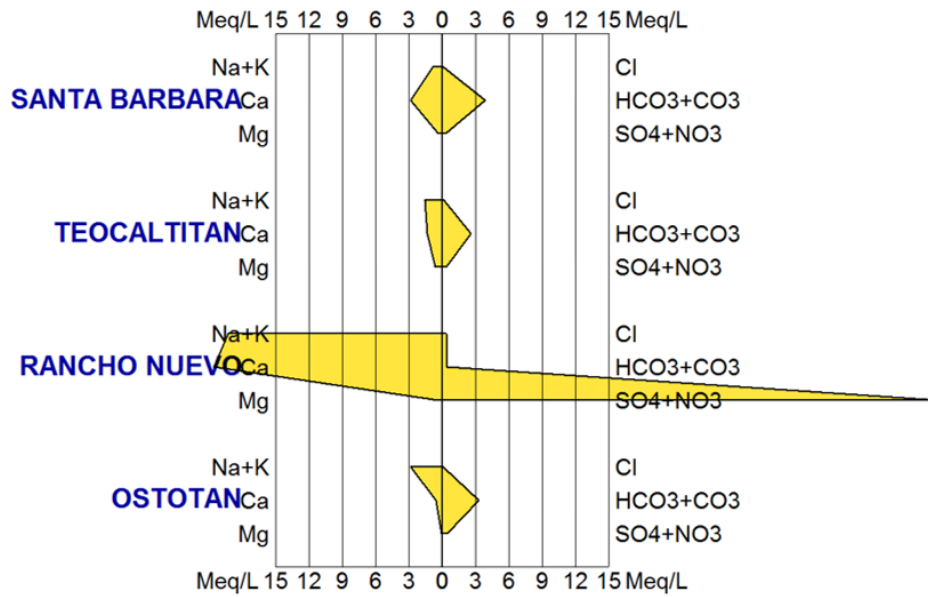 Meq/L 15 12 9 6 3 0 3 6 9 12 15 Meq/L
Na+K Cl
SANTA BARBARA Ca HCO3+CO3
Mg SO4+NO3
Na+K Cl
TEOCALTITAN Ca HCO3+CO3
Mg SO4+NO3
Na+K Cl
RANCHO NUEVO Ca HCO3+CO3
Mg SO4+NO3
Na+K Cl
OSTOTAN Ca HCO3+CO3
Mg SO4+NO3
Meq/L 15 12 9 6 3 0 3 6 9 12 15 Meq/L